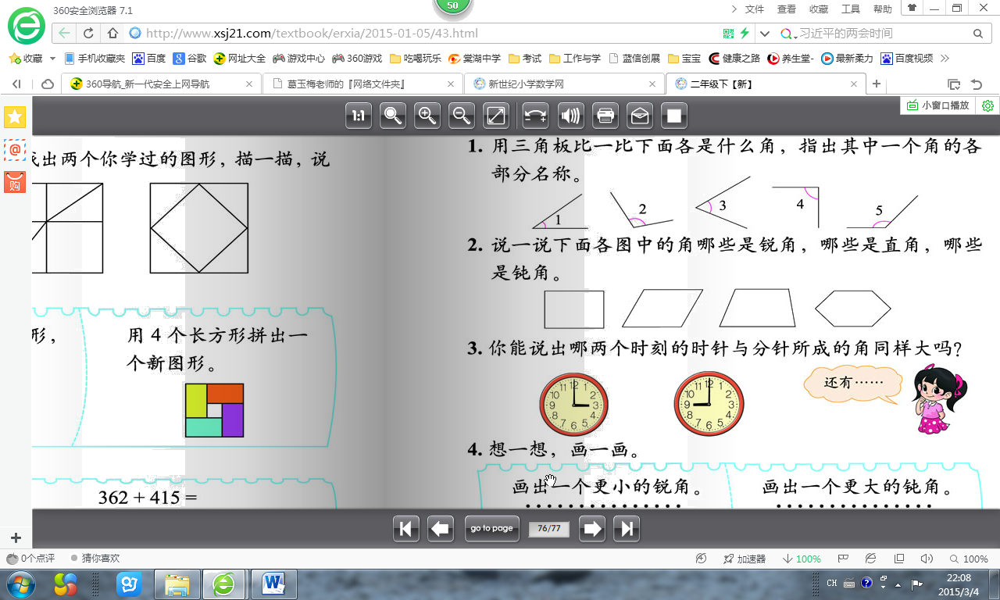 360安全浏览器 7.1
50
文件 查看 收藏 工具 帮助
http://www.xsj21.com/textbook/erxia/2015-01-05/43.html
习近平的两会时间
收藏 手机收藏夹 百度 谷歌 网址大全 游戏中心 360游戏 吃喝玩乐 棠湖中学 考试 工作与学 蓝信创展 宝宝 健康之路 养生堂- 最新柔力 百度视频
360导航_新一代安全上网导航
葛玉梅老师的『网络文件夹』
新世纪小学数学网
二年级下【新】
小窗口播放
1:1
购
出两个你学过的图形, 描一描, 说
形,
用 4 个长方形拼出一
个新图形。
362 + 415 =
1. 用三角板比一比下面各是什么角, 指出其中一个角的各
部分名称。
1 2 3 4 5
2. 说一说下面各图中的角哪些是锐角, 哪些是直角, 哪些
是钝角。
3. 你能说出哪两个时刻的时针与分针所成的角同样大吗?
12 1 2 3 4 5 6 7 8 9 10 11
12 1 2 3 4 5 6 7 8 9 10 11
还有……
4. 想一想, 画一画。
画出一个更小的锐角。
画出一个更大的钝角。
go to page
76/77
0个点评
猜你喜欢
加速器
100%
100%
CH
22:08
2015/3/4